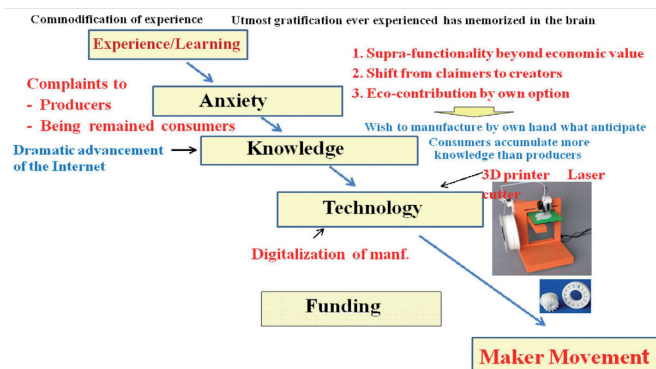 Commodification of experience
Utmost gratification ever experienced has memorized in the brain
Experience/Learning
1. Supra-functionality beyond economic value
2. Shift from claimers to creators
3. Eco-contribution by own option
Complaints to
- Producers
- Being remained consumers
Anxiety
Wish to manufacture by own hand what anticipate
Dramatic advancement
of the Internet
Knowledge
Consumers accumulate more
knowledge than producers
3D printer Laser
cutter
Technology
Digitalization of manf.
Funding
Maker Movement